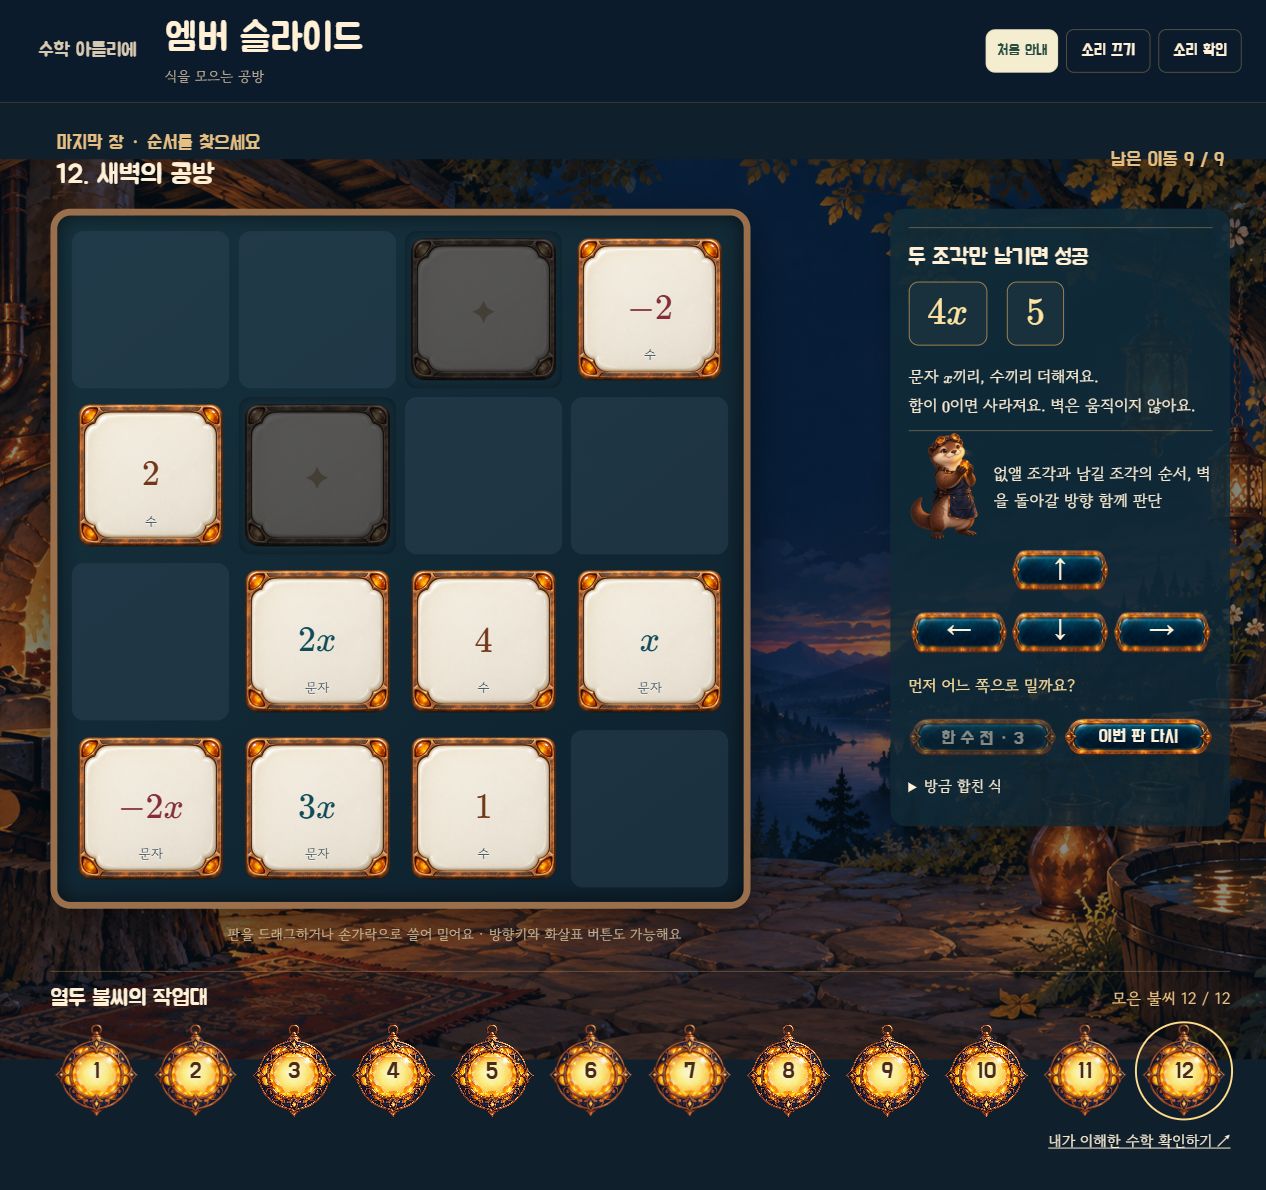 수학 아틀리에
엠버 슬라이드
식을 모으는 공방
처음 안내
소리 끄기
소리 확인
마지막 장 · 순서를 찾으세요
12. 새벽의 공방
남은 이동 9 / 9
−2
수
2
수
2x
문자
4
수
x
문자
−2x
문자
3x
문자
1
수
판을 드래그하거나 손가락으로 쓸어 밀어요 · 방향키와 화살표 버튼도 가능해요
두 조각만 남기면 성공
4x 5
문자 x끼리, 수끼리 더해져요.
합이 0이면 사라져요. 벽은 움직이지 않아요.
없앨 조각과 남길 조각의 순서, 벽
을 돌아갈 방향 함께 판단
↑
← ↓ →
먼저 어느 쪽으로 밀까요?
한 수 전 · 3
이번 판 다시
▶ 방금 합친 식
열두 불씨의 작업대
모은 불씨 12 / 12
1 2 3 4 5 6 7 8 9 10 11 12
내가 이해한 수학 확인하기 ↗